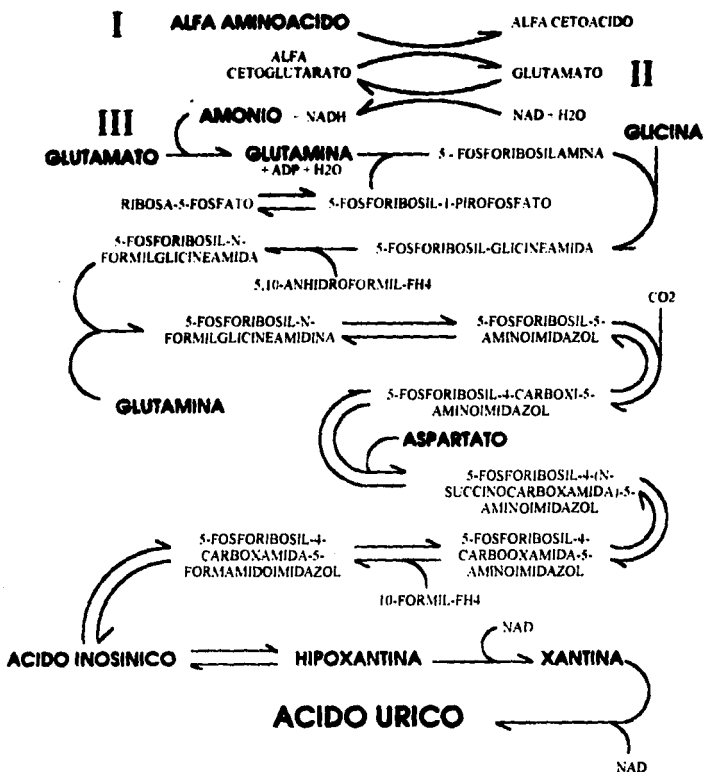 I ALFA AMINOACIDO ALFA CETOACIDO
ALFA
CETOGLUTARATO GLUTAMATO II
III AMONIO - NADH NAD + H2O
GLICINA
GLUTAMATO GLUTAMINA 5 - FOSFORIBOSILAMINA
+ ADP + H2O
RIBOSA-5-FOSFATO 5-FOSFORIBOSIL-1-PIROFOSFATO
5-FOSFORIBOSIL-N-
FORMILGLICINEAMIDA 5-FOSFORIBOSIL-GLICINEAMIDA
5,10-ANHIDROFORMIL-FH4
CO2
5-FOSFORIBOSIL-N-
FORMILGLICINEAMIDINA
5-FOSFORIBOSIL-5-
AMINOIMIDAZOL
GLUTAMINA
5-FOSFORIBOSIL-4-CARBOXI-5-
AMINOIMIDAZOL
ASPARTATO
5-FOSFORIBOSIL-4-(N-
SUCCINOCARBOXAMIDA)-5-
AMINOIMIDAZOL
5-FOSFORIBOSIL-4-
CARBOXAMIDA-5-
FORMAMIDOIMIDAZOL
5-FOSFORIBOSIL-4-
CARBOOXAMIDA-5-
AMINOIMIDAZOL
10-FORMIL-FH4
NAD
ACIDO INOSINICO HIPOXANTINA XANTINA
ACIDO URICO
NAD